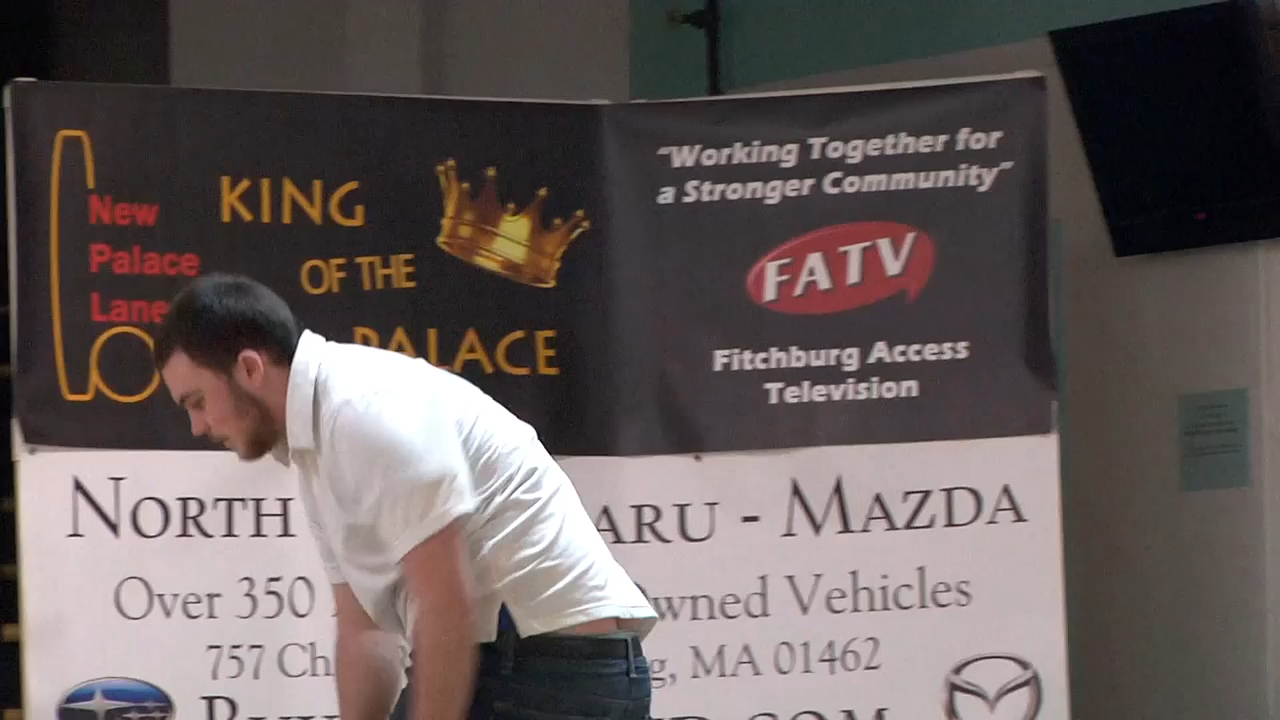 New
Palace
Lane
KING
OF THE
PALACE
"Working Together for
a Stronger Community"
FATV
Fitchburg Access
Television
NORTH ARU - MAZDA
Over 350 wned Vehicles
757 Ch g, MA 01462